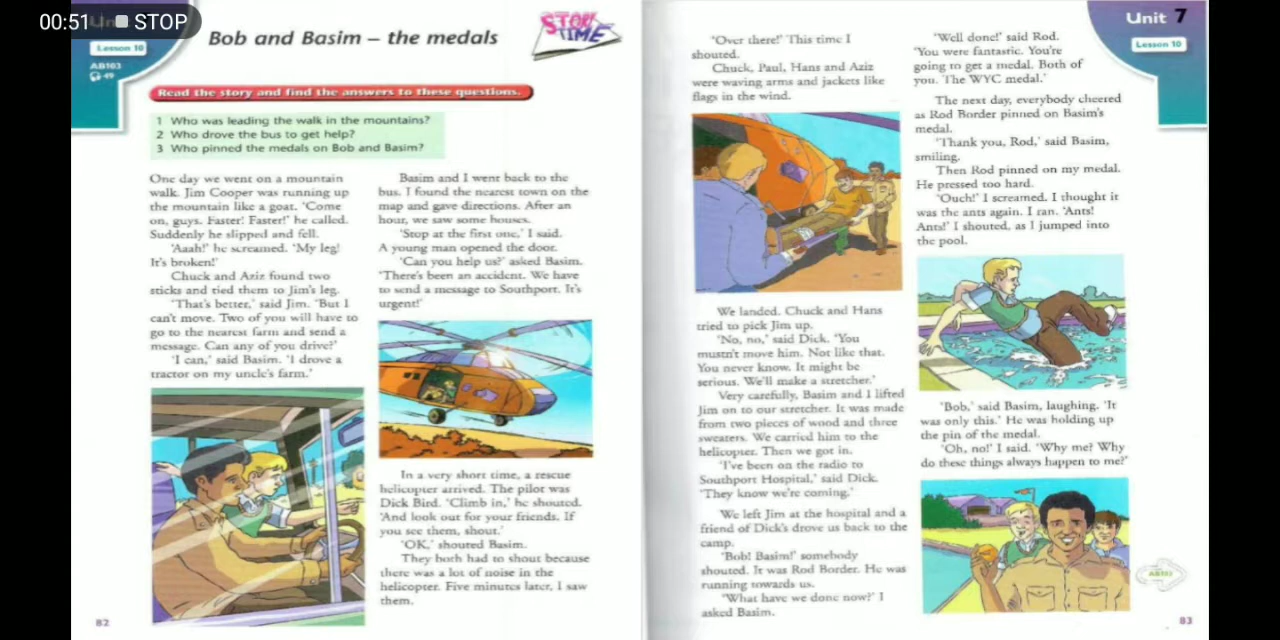 00:51 STOP
Lesson 10
AB103
49
STORY
TIME
Bob and Basim – the medals
Read the story and find the answers to these questions.
1 Who was leading the walk in the mountains?
2 Who drove the bus to get help?
3 Who pinned the medals on Bob and Basim?
One day we went on a mountain
walk. Jim Cooper was running up
the mountain like a goat. 'Come
on, guys. Faster! Faster!' he called.
Suddenly he slipped and fell.
'Aaah!' he screamed. 'My leg!
It's broken!'
Chuck and Aziz found two
sticks and tied them to Jim's leg.
'That's better,' said Jim. 'But I
can't move. Two of you will have to
go to the nearest farm and send a
message. Can any of you drive?'
'I can,' said Basim. 'I drove a
tractor on my uncle's farm.'
82
Basim and I went back to the
bus. I found the nearest town on the
map and gave directions. After an
hour, we saw some houses.
'Stop at the first one,' I said.
A young man opened the door.
'Can you help us?' asked Basim.
'There's been an accident. We have
to send a message to Southport. It's
urgent!'
In a very short time, a rescue
helicopter arrived. The pilot was
Dick Bird. 'Climb in,' he shouted.
'And look out for your friends. If
you see them, shout.'
'OK,' shouted Basim.
They both had to shout because
there was a lot of noise in the
helicopter. Five minutes later, I saw
them.
'Over there!' This time I
shouted.
Chuck, Paul, Hans and Aziz
were waving arms and jackets like
flags in the wind.
We landed. Chuck and Hans
tried to pick Jim up.
'No, no,' said Dick. 'You
mustn't move him. Not like that.
You never know. It might be
serious. We'll make a stretcher.'
Very carefully, Basim and I lifted
Jim on to our stretcher. It was made
from two pieces of wood and three
sweaters. We carried him to the
helicopter. Then we got in.
'I've been on the radio to
Southport Hospital,' said Dick.
'They know we're coming.'
We left Jim at the hospital and a
friend of Dick's drove us back to the
camp.
'Bob! Basim!' somebody
shouted. It was Rod Border. He was
running towards us.
'What have we done now?' I
asked Basim.
Unit 7
Lesson 10
'Well done!' said Rod.
'You were fantastic. You're
going to get a medal. Both of
you. The WYC medal.'
The next day, everybody cheered
as Rod Border pinned on Basim's
medal.
'Thank you, Rod,' said Basim,
smiling.
Then Rod pinned on my medal.
He pressed too hard.
'Ouch!' I screamed. I thought it
was the ants again. I ran. 'Ants!
Ants!' I shouted, as I jumped into
the pool.
'Bob,' said Basim, laughing. 'It
was only this.' He was holding up
the pin of the medal.
'Oh, no!' I said. 'Why me? Why
do these things always happen to me?'
83